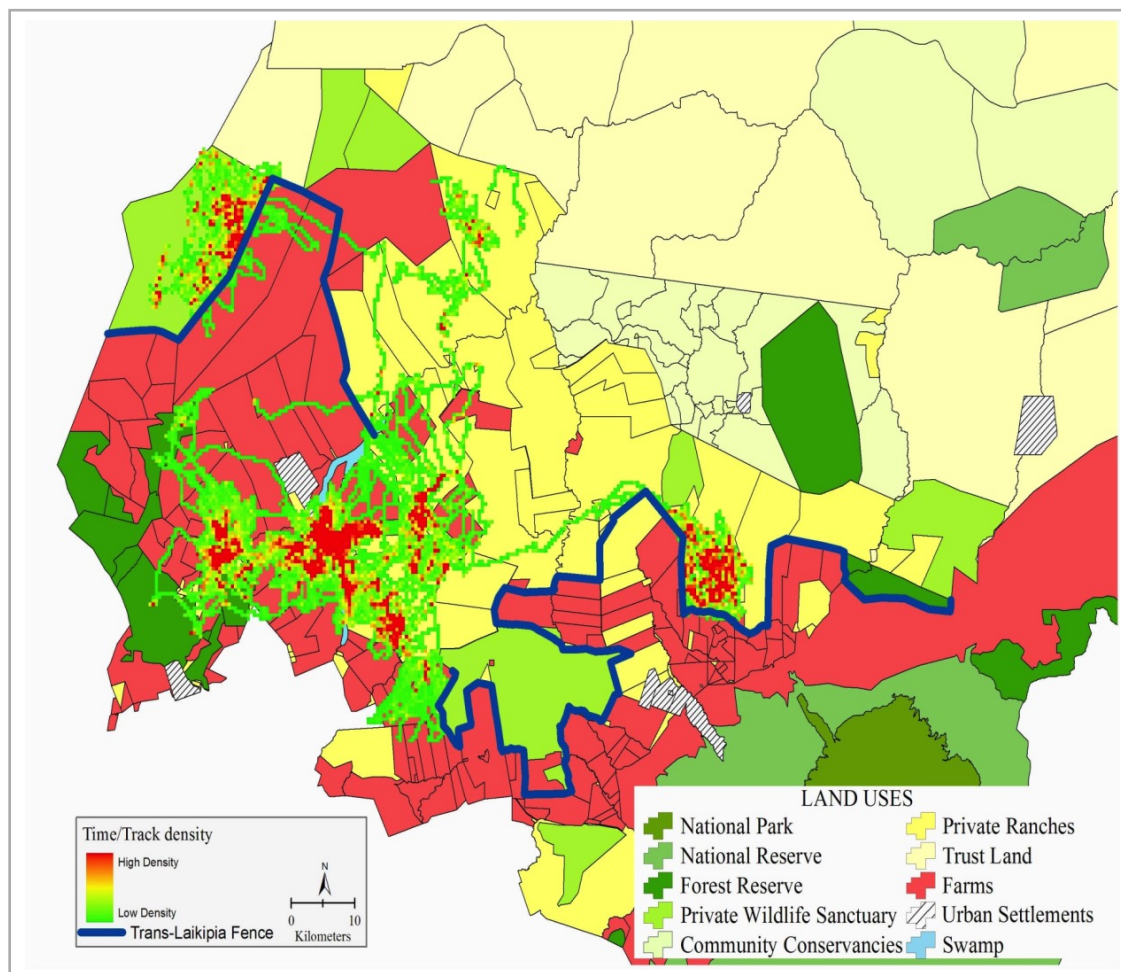 Time/Track density
High Density
Low Density
Trans-Laikipia Fence
N
0 10
Kilometers
LAND USES
National Park
National Reserve
Forest Reserve
Private Wildlife Sanctuary
Community Conservancies
Private Ranches
Trust Land
Farms
Urban Settlements
Swamp